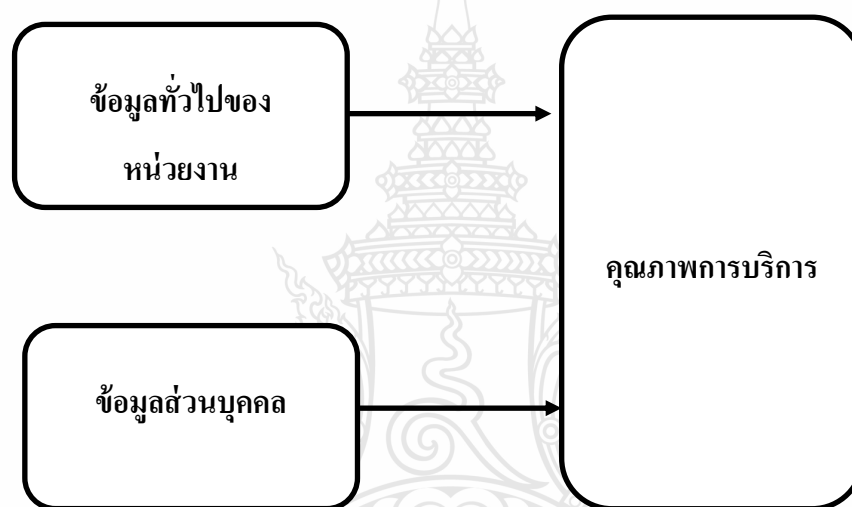 ข้อมูลทั่วไปของ
หน่วยงาน
คุณภาพการบริการ
ข้อมูลส่วนบุคคล